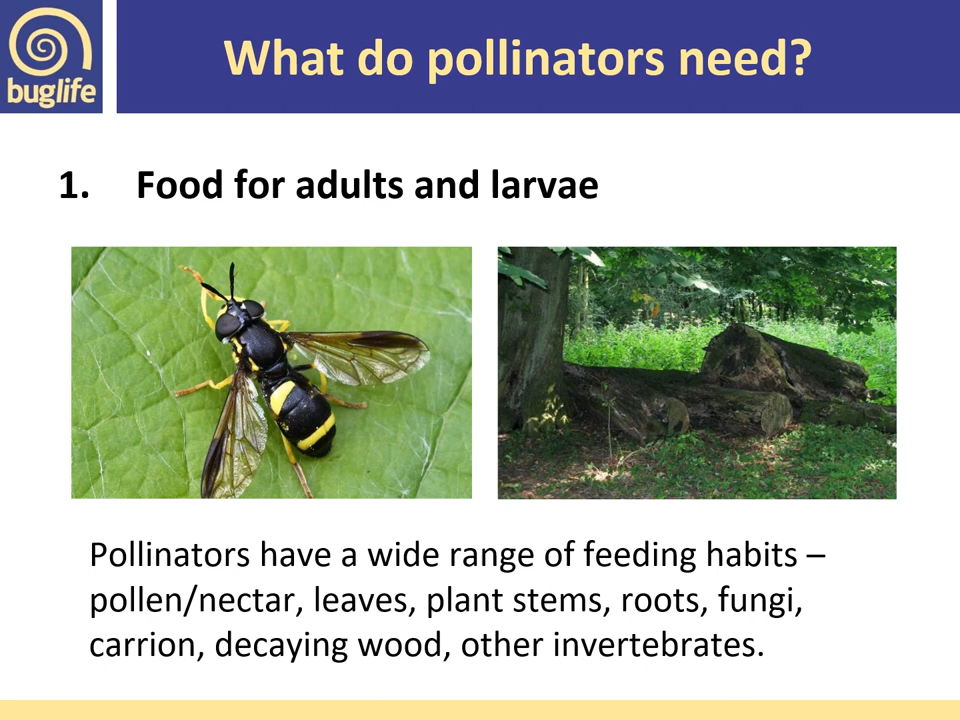 buglife
What do pollinators need?
1. Food for adults and larvae
Pollinators have a wide range of feeding habits –
pollen/nectar, leaves, plant stems, roots, fungi,
carrion, decaying wood, other invertebrates.